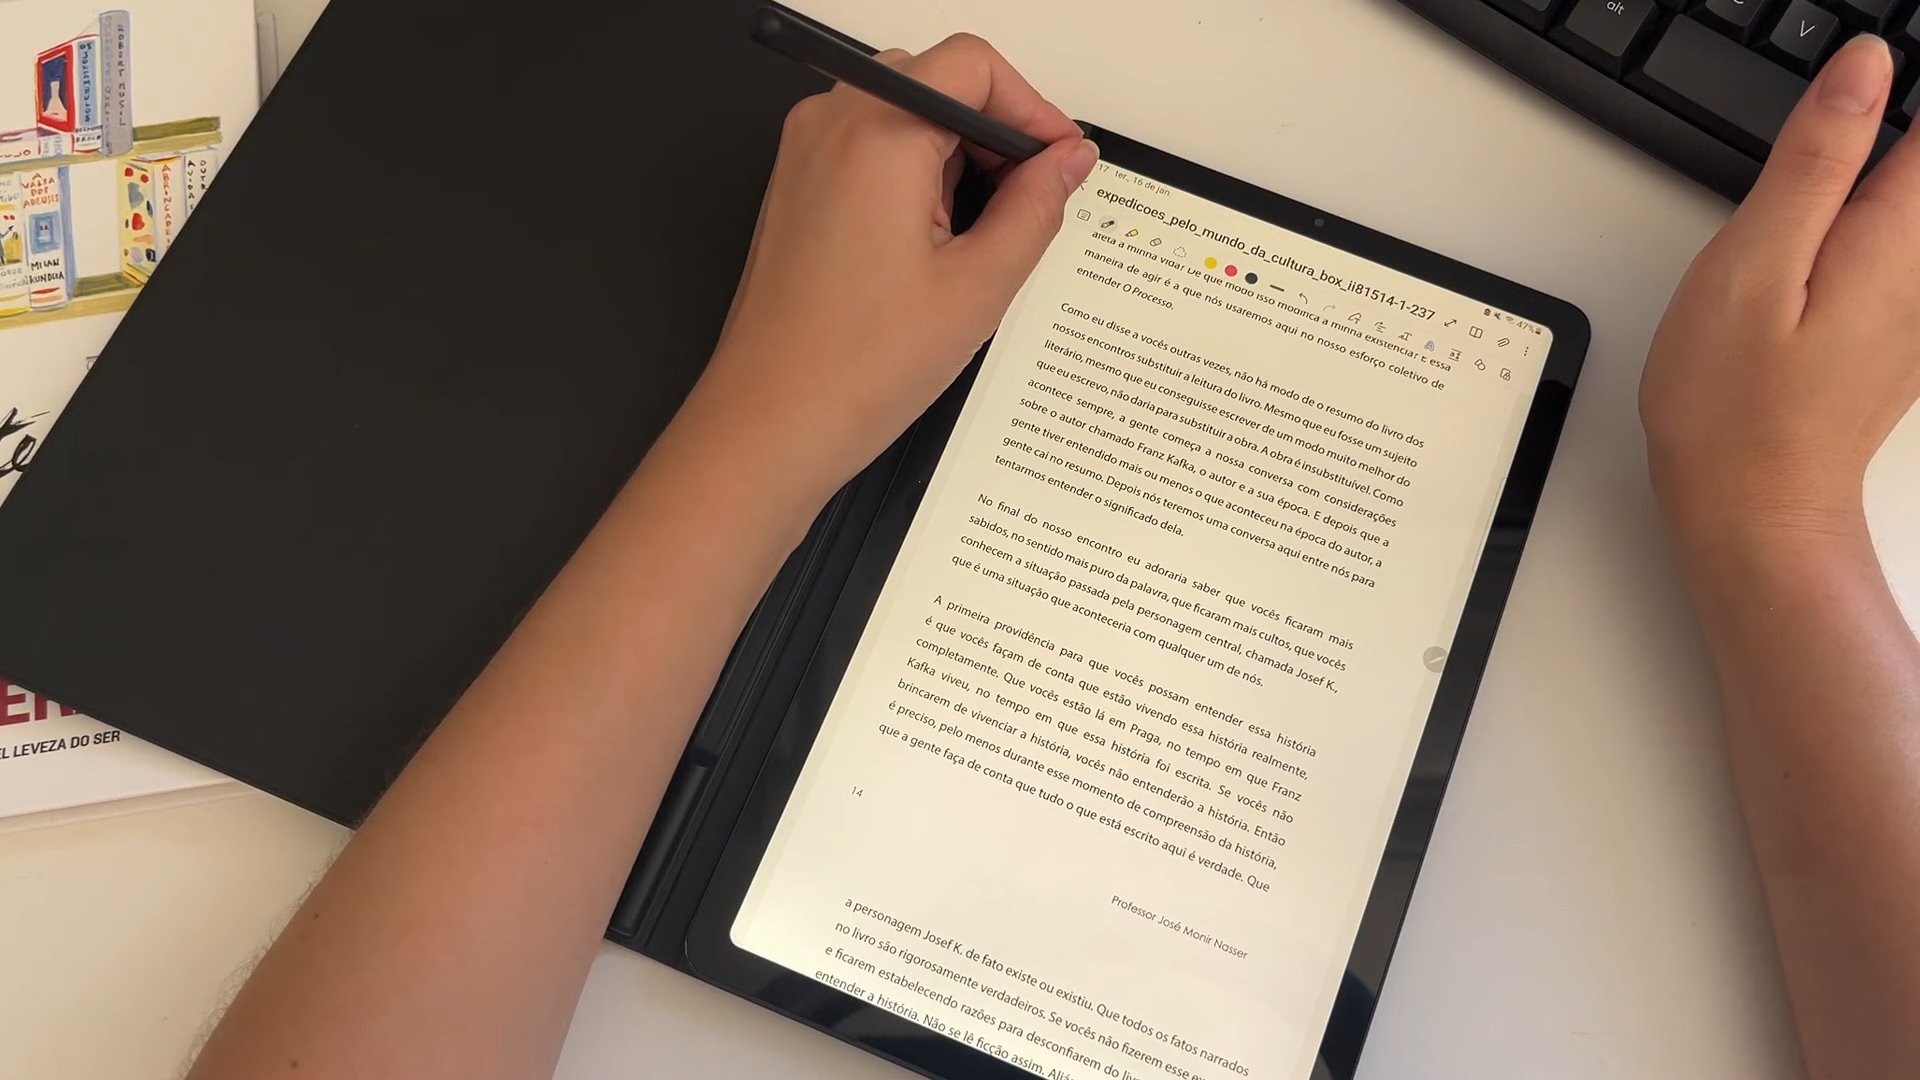 OS SONÂMBULOS
ROBERT MUSIL
A VALSA DOS ADEUSES
MILAN KUNDERA
EL LEVEZA DO SER
alt
V
17 ter., 16 de jan
47%
expedicoes_pelo_mundo_da_cultura_box_ii81514-1-237
afeta a minha vida? De que modo isso modifica a minha existência? E essa
maneira de agir é a que nós usaremos aqui no nosso esforço coletivo de
entender O Processo.
Como eu disse a vocês outras vezes, não há modo de o resumo do livro dos
nossos encontros substituir a leitura do livro. Mesmo que eu fosse um sujeito
literário, mesmo que eu conseguisse escrever de um modo muito melhor do
que eu escrevo, não daria para substituir a obra. A obra é insubstituível. Como
acontece sempre, a gente começa a nossa conversa com considerações
sobre o autor chamado Franz Kafka, o autor e a sua época. E depois que a
gente tiver entendido mais ou menos o que aconteceu na época do autor, a
gente cai no resumo. Depois nós teremos uma conversa aqui entre nós para
tentarmos entender o significado dela.
No final do nosso encontro eu adoraria saber que vocês ficaram mais
sabidos, no sentido mais puro da palavra, que ficaram mais cultos, que vocês
conhecem a situação passada pela personagem central, chamada Josef K.,
que é uma situação que aconteceria com qualquer um de nós.
A primeira providência para que vocês possam entender essa história
é que vocês façam de conta que estão vivendo essa história realmente,
completamente. Que vocês estão lá em Praga, no tempo em que Franz
Kafka viveu, no tempo em que essa história foi escrita. Se vocês não
brincarem de vivenciar a história, vocês não entenderão a história. Então
é preciso, pelo menos durante esse momento de compreensão da história,
que a gente faça de conta que tudo o que está escrito aqui é verdade. Que
14
Professor José Monir Nasser
a personagem Josef K. de fato existe ou existiu. Que todos os fatos narrados
no livro são rigorosamente verdadeiros. Se vocês não fizerem esse
e ficarem estabelecendo razões para desconfiarem do
entender a história. Não se lê ficção assim.